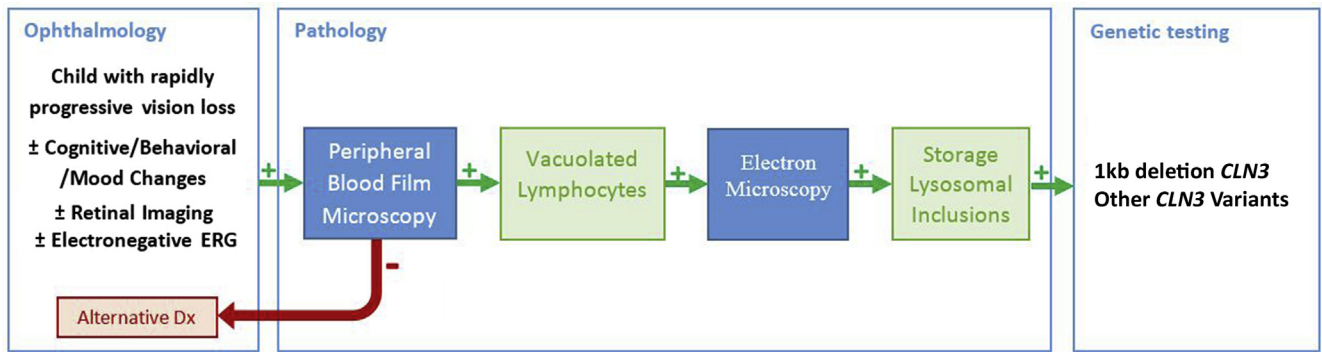 Ophthalmology
Child with rapidly
progressive vision loss
± Cognitive/Behavioral
/Mood Changes
± Retinal Imaging
± Electronegative ERG
Alternative Dx
+
Pathology
Peripheral
Blood Film
Microscopy
-
+
Vacuolated
Lymphocytes
+
Electron
Microscopy
+
Storage
Lysosomal
Inclusions
+
Genetic testing
1kb deletion CLN3
Other CLN3 Variants